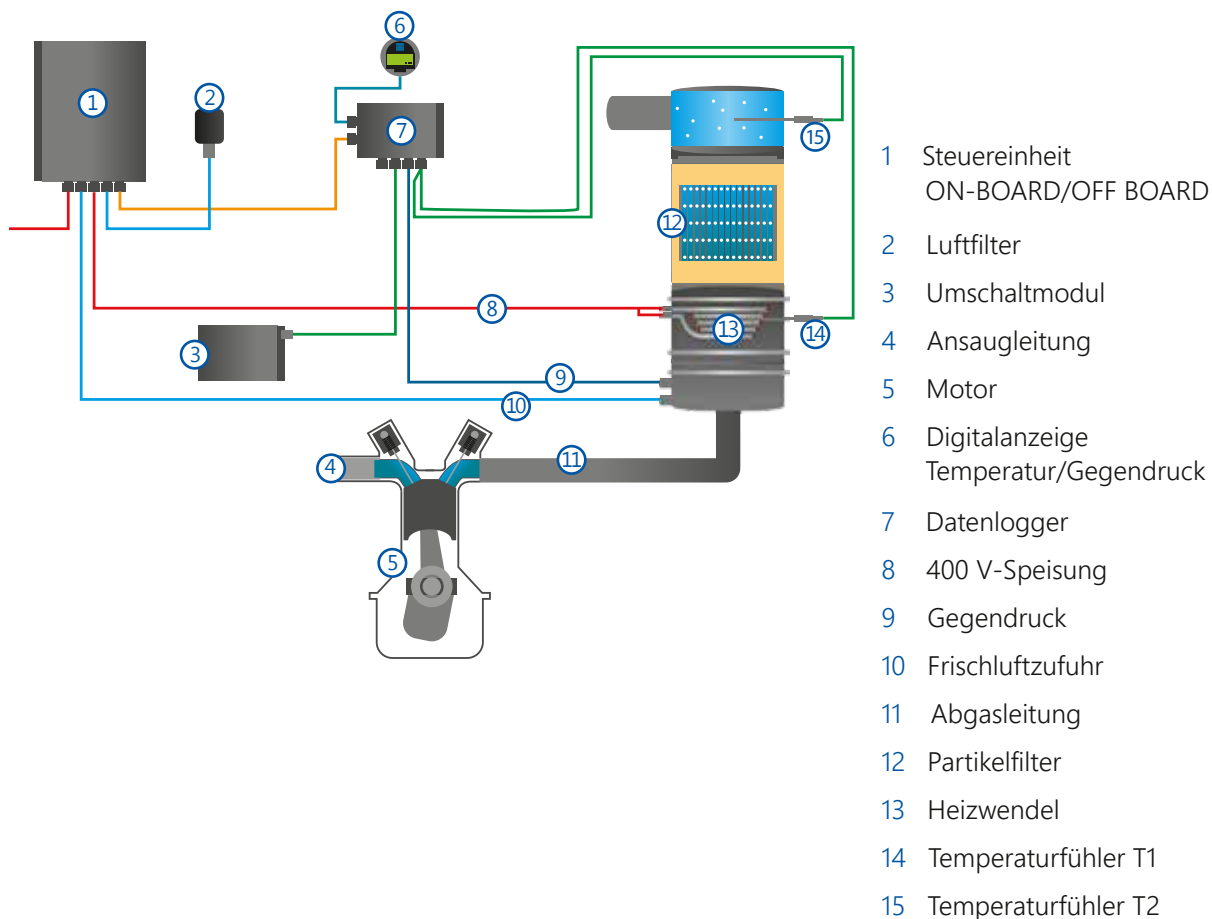 6
2
1
7
15
12
8
13
14
3
9
10
4
11
5
1 Steuereinheit
ON-BOARD/OFF BOARD
2 Luftfilter
3 Umschaltmodul
4 Ansaugleitung
5 Motor
6 Digitalanzeige
Temperatur/Gegendruck
7 Datenlogger
8 400 V-Speisung
9 Gegendruck
10 Frischluftzufuhr
11 Abgasleitung
12 Partikelfilter
13 Heizwendel
14 Temperaturfühler T1
15 Temperaturfühler T2